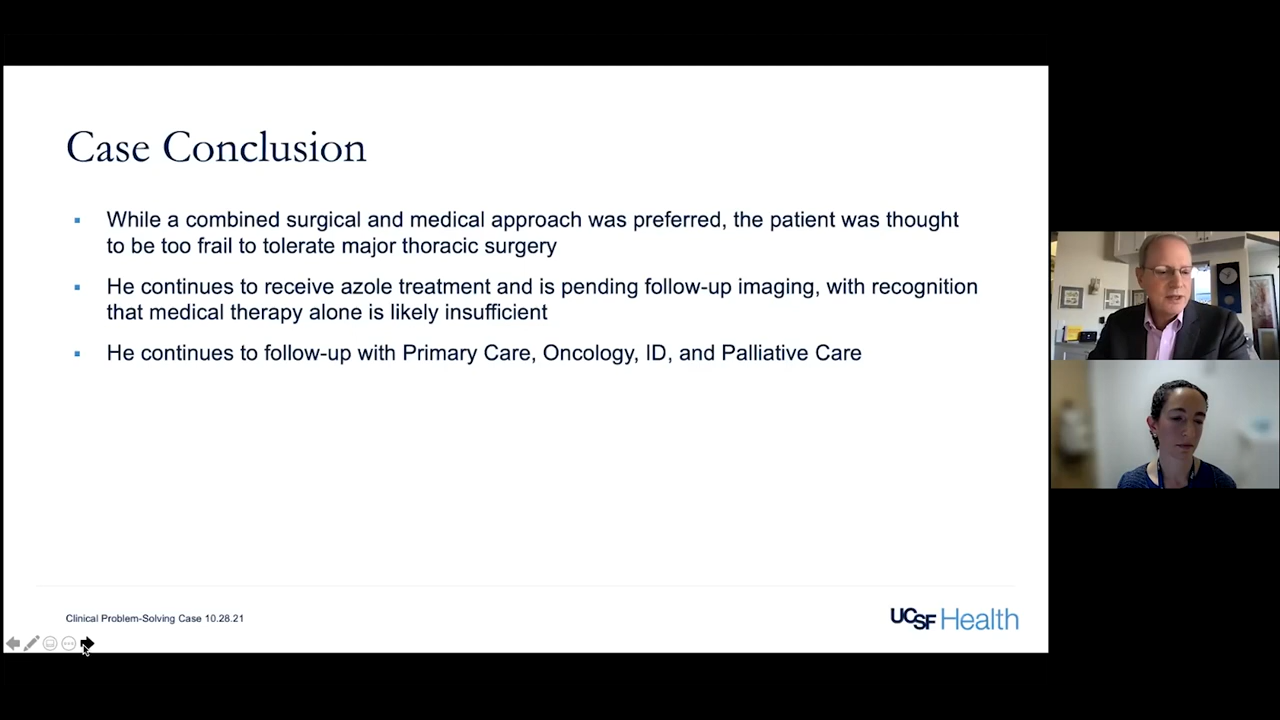 Case Conclusion
▪ While a combined surgical and medical approach was preferred, the patient was thought
to be too frail to tolerate major thoracic surgery
▪ He continues to receive azole treatment and is pending follow-up imaging, with recognition
that medical therapy alone is likely insufficient
▪ He continues to follow-up with Primary Care, Oncology, ID, and Palliative Care
Clinical Problem-Solving Case 10.28.21
UCSF Health